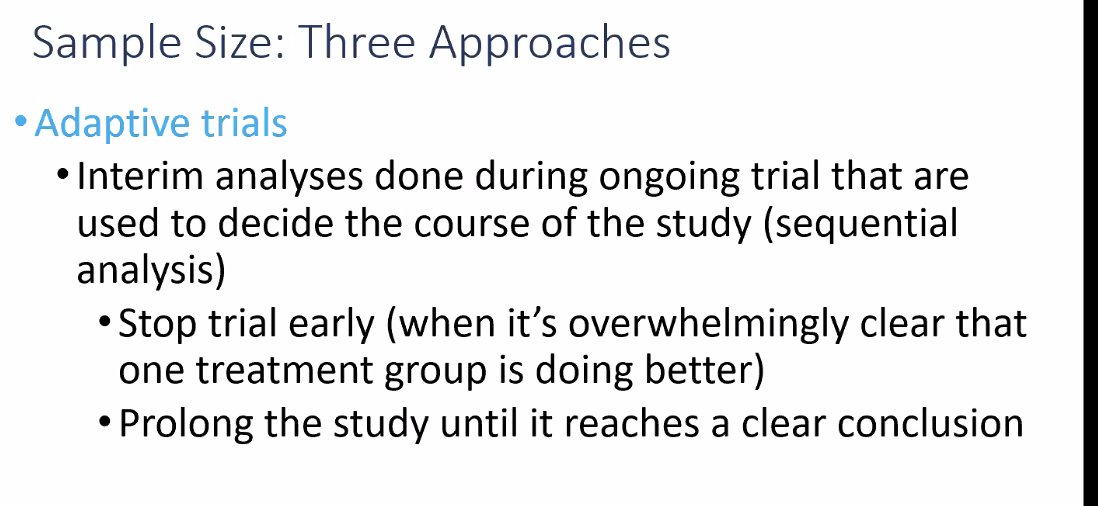 Sample Size: Three Approaches
• Adaptive trials
• Interim analyses done during ongoing trial that are
used to decide the course of the study (sequential
analysis)
• Stop trial early (when it’s overwhelmingly clear that
one treatment group is doing better)
• Prolong the study until it reaches a clear conclusion